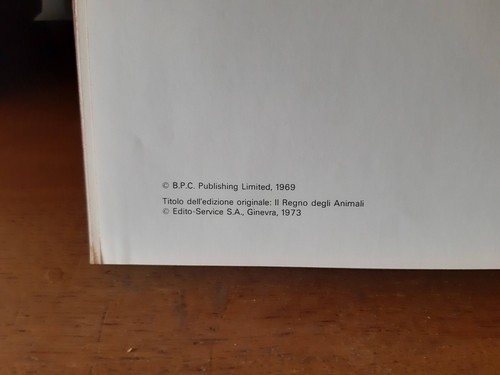 © B.P.C. Publishing Limited, 1969
Titolo dell'edizione originale: Il Regno degli Animali
© Edito-Service S.A., Ginevra, 1973